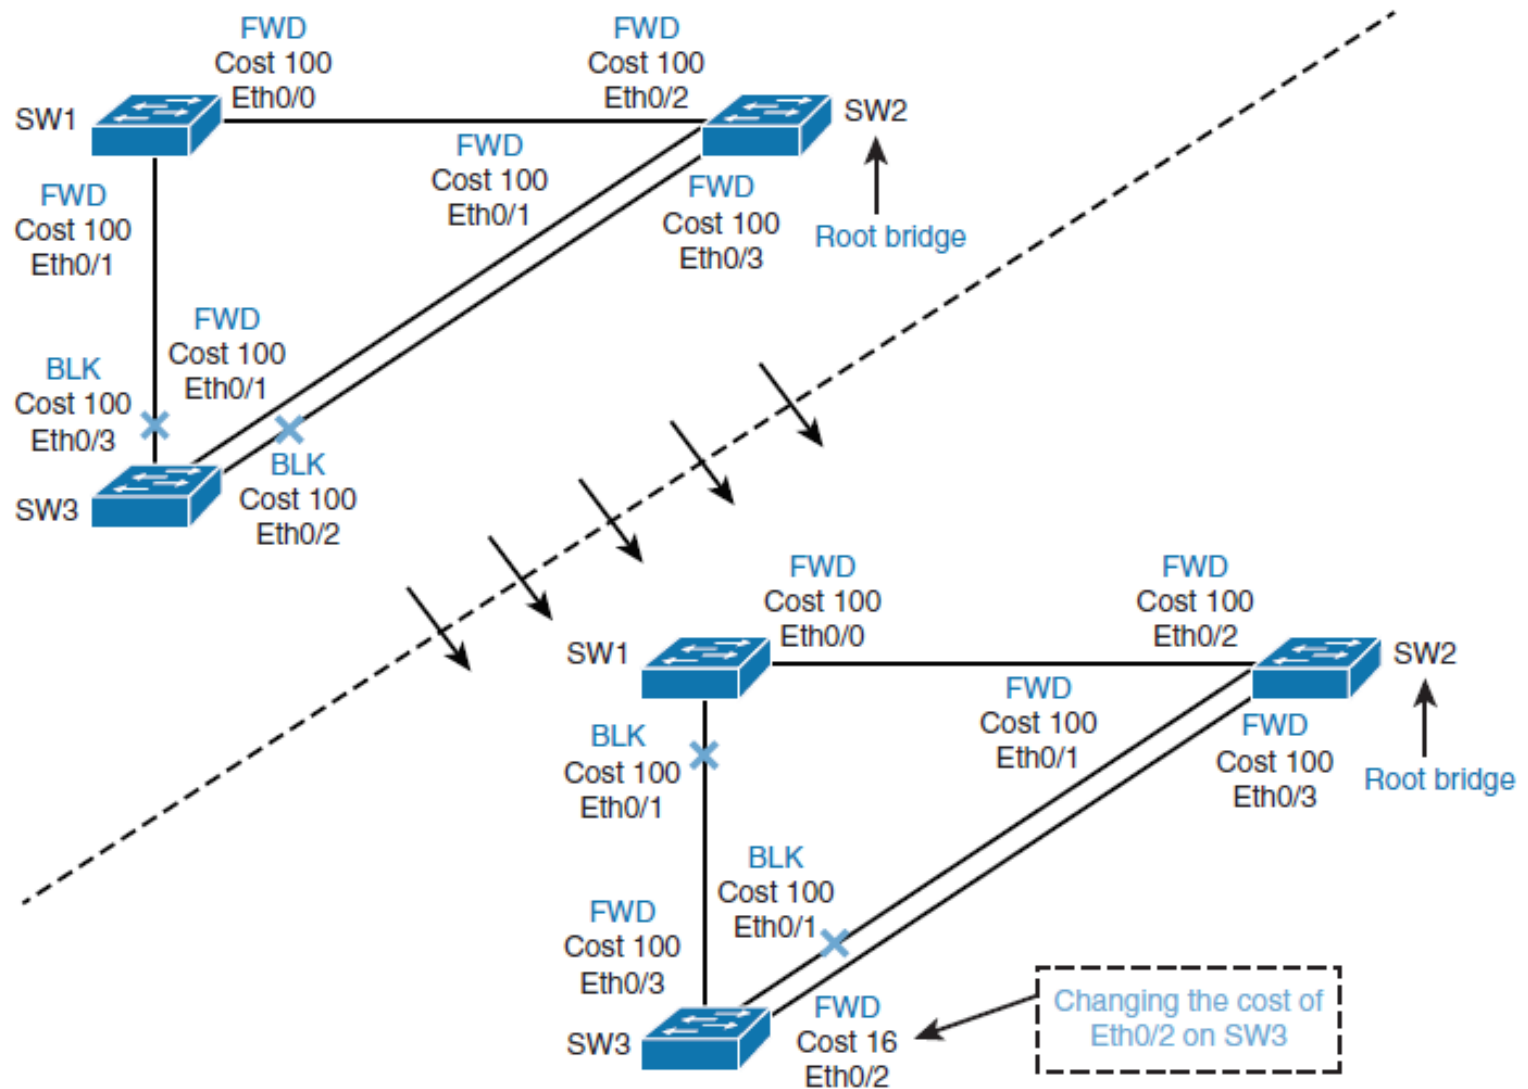 FWD
Cost 100
Eth0/0
FWD
Cost 100
Eth0/2
SW1
SW2
FWD
Cost 100
Eth0/1
FWD
Cost 100
Eth0/3
FWD
Cost 100
Eth0/1
Root bridge
FWD
Cost 100
Eth0/1
BLK
Cost 100
Eth0/3
BLK
Cost 100
Eth0/2
SW3
FWD
Cost 100
Eth0/0
FWD
Cost 100
Eth0/2
SW1
SW2
FWD
Cost 100
Eth0/1
FWD
Cost 100
Eth0/3
BLK
Cost 100
Eth0/1
Root bridge
BLK
Cost 100
Eth0/1
FWD
Cost 100
Eth0/3
SW3
FWD
Cost 16
Eth0/2
Changing the cost of
Eth0/2 on SW3